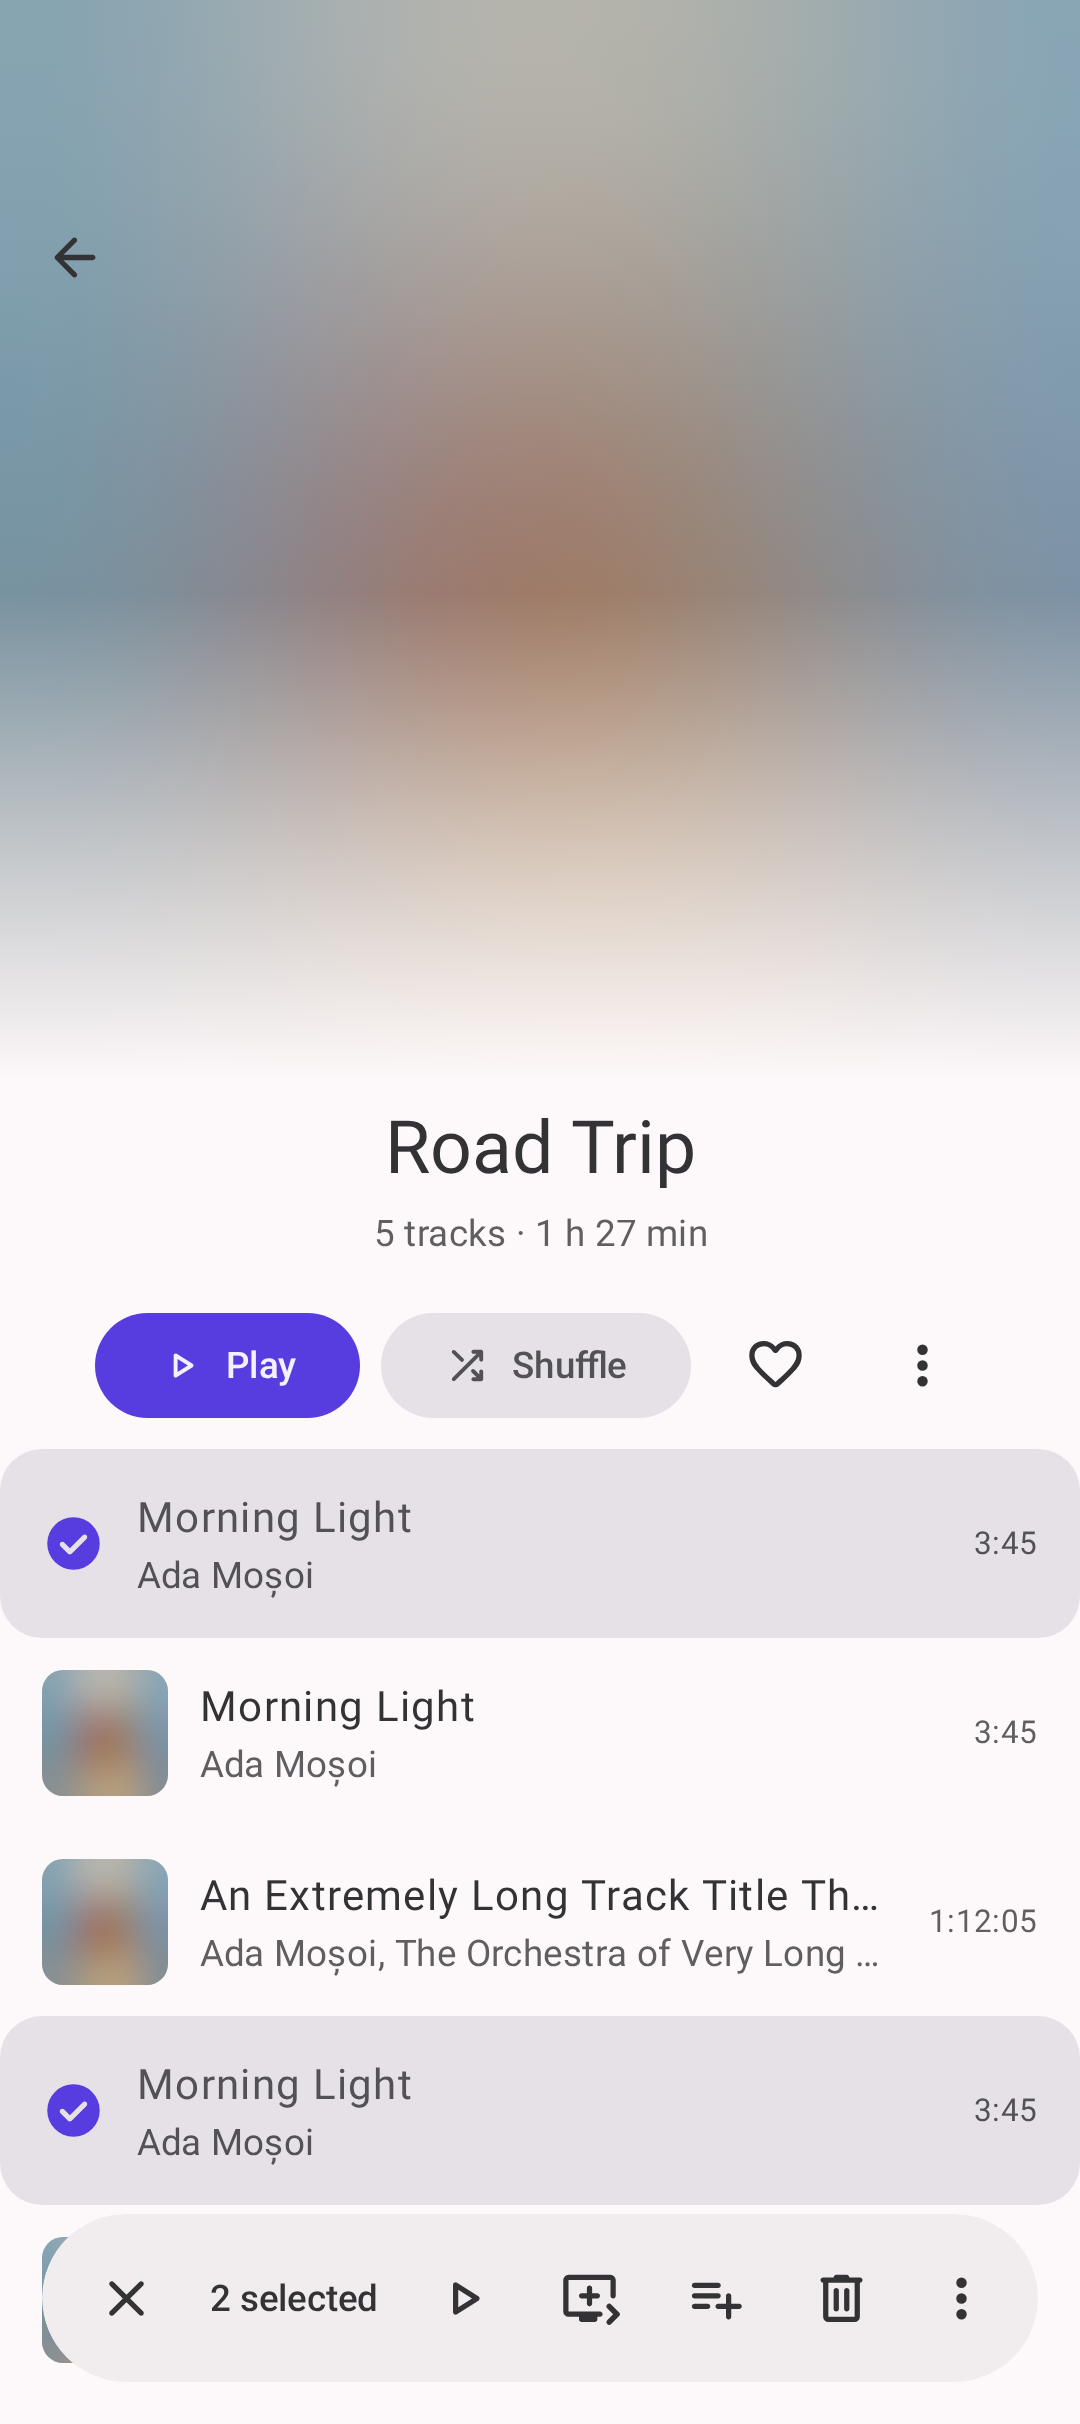 Road Trip
5 tracks · 1 h 27 min
Play
Shuffle
Morning Light
Ada Moșoi
3:45
Morning Light
Ada Moșoi
3:45
An Extremely Long Track Title Th…
Ada Moșoi, The Orchestra of Very Long …
1:12:05
Morning Light
Ada Moșoi
3:45
2 selected